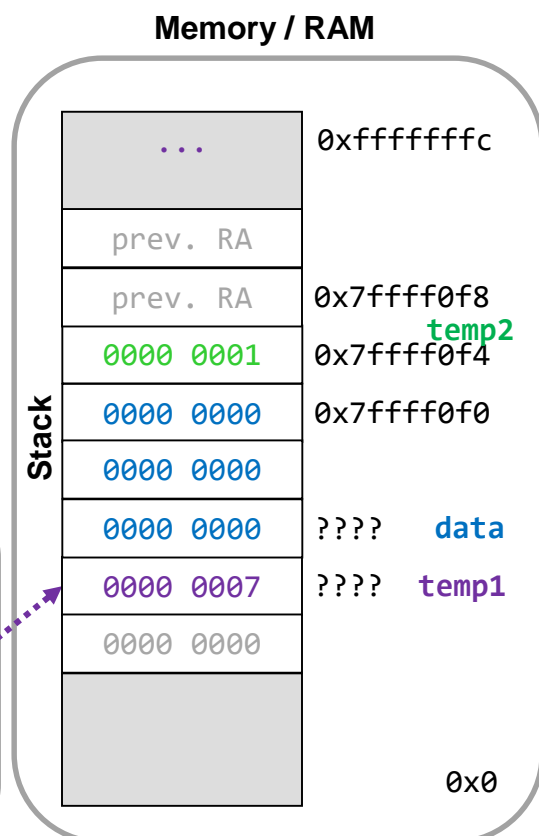 Memory / RAM
... 0xfffffffc
prev. RA
prev. RA 0x7ffff0f8
temp2
0000 0001 0x7ffff0f4
Stack
0000 0000 0x7ffff0f0
0000 0000
0000 0000 ???? data
0000 0007 ???? temp1
0000 0000
0x0